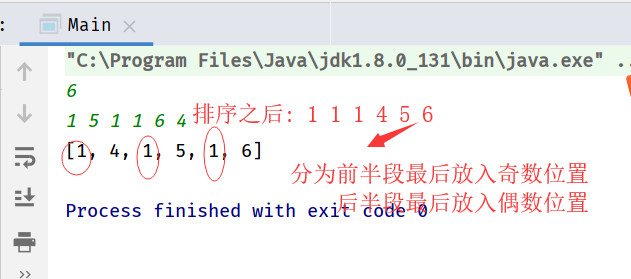 Main
"C:\Program Files\Java\jdk1.8.0_131\bin\java.exe" ..
6
1 5 1 1 6 4
排序之后: 1 1 1 4 5 6
[1, 4, 1, 5, 1, 6]
分为前半段最后放入奇数位置
后半段最后放入偶数位置
Process finished with exit code 0